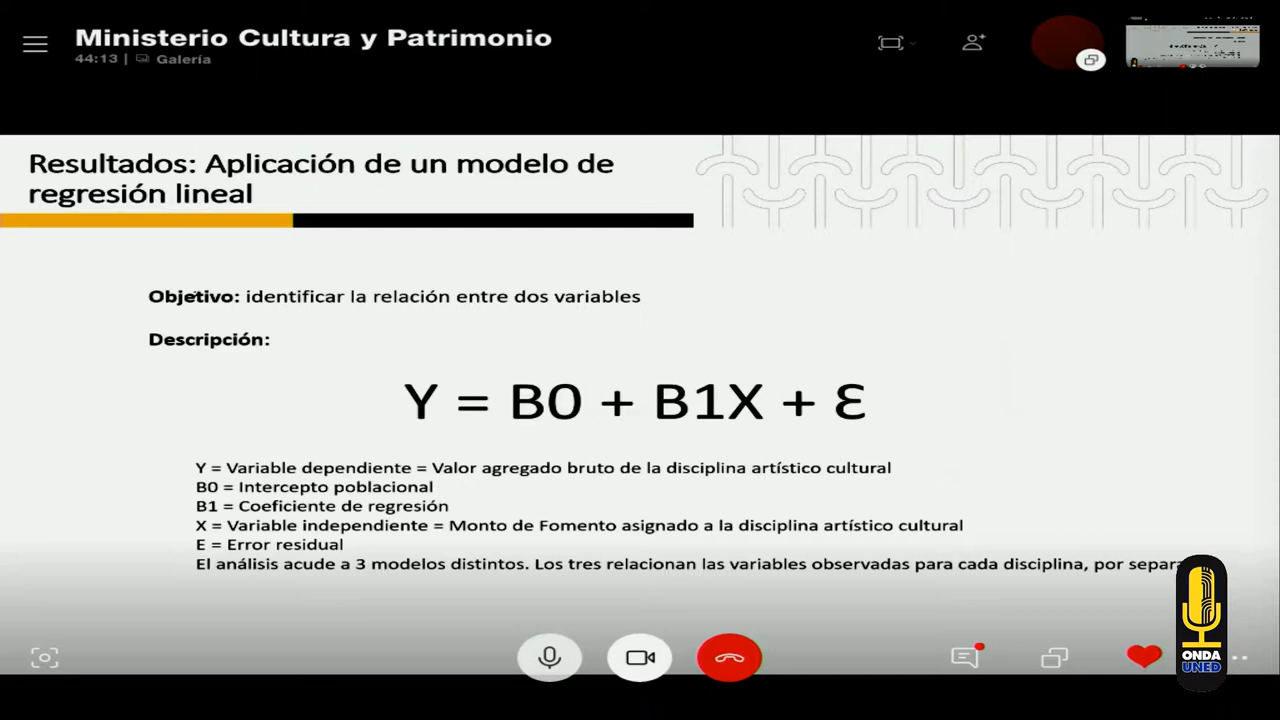 Ministerio Cultura y Patrimonio
44:13 | Galería
Resultados: Aplicación de un modelo de
regresión lineal
Objetivo: identificar la relación entre dos variables
Descripción:
Y = B0 + B1X + Ɛ
Y = Variable dependiente = Valor agregado bruto de la disciplina artístico cultural
B0 = Intercepto poblacional
B1 = Coeficiente de regresión
X = Variable independiente = Monto de Fomento asignado a la disciplina artístico cultural
E = Error residual
El análisis acude a 3 modelos distintos. Los tres relacionan las variables observadas para cada disciplina, por separa
ONDA
UNED